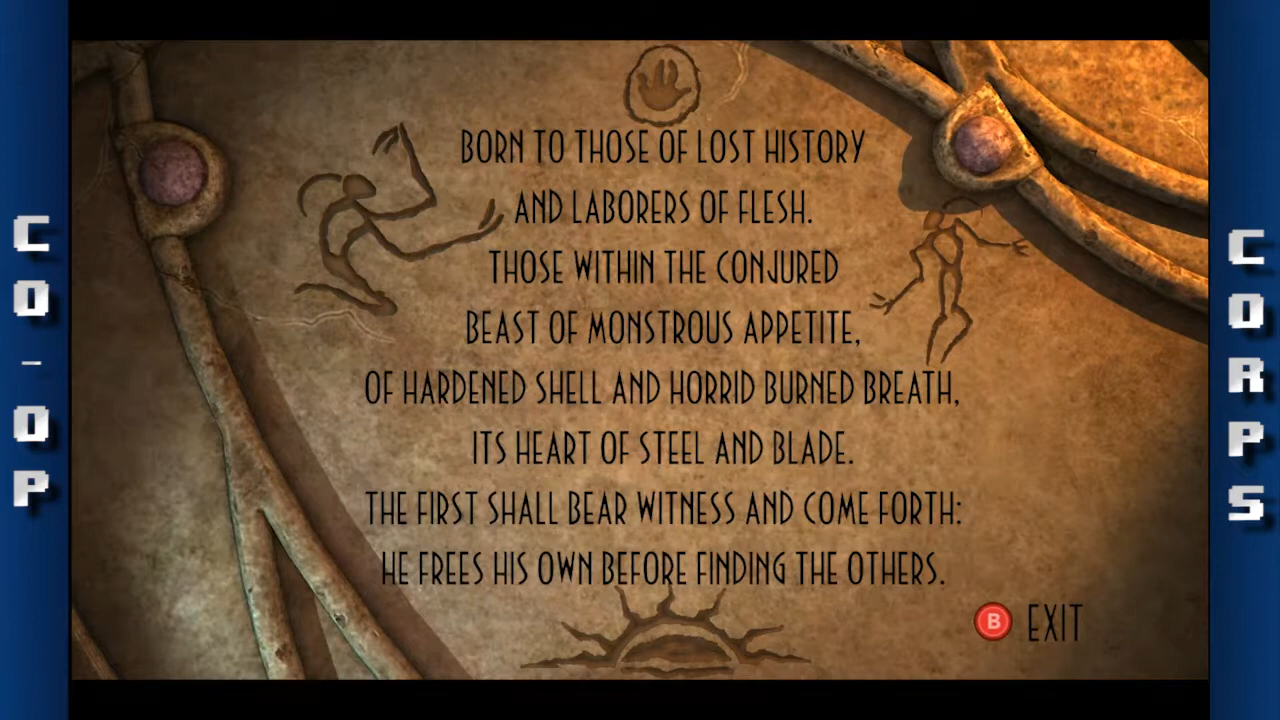 CO-OP
BORN TO THOSE OF LOST HISTORY
AND LABORERS OF FLESH.
THOSE WITHIN THE CONJURED
BEAST OF MONSTROUS APPETITE,
OF HARDENED SHELL AND HORRID BURNED BREATH,
ITS HEART OF STEEL AND BLADE.
THE FIRST SHALL BEAR WITNESS AND COME FORTH:
HE FREES HIS OWN BEFORE FINDING THE OTHERS.
B EXIT
CORPS